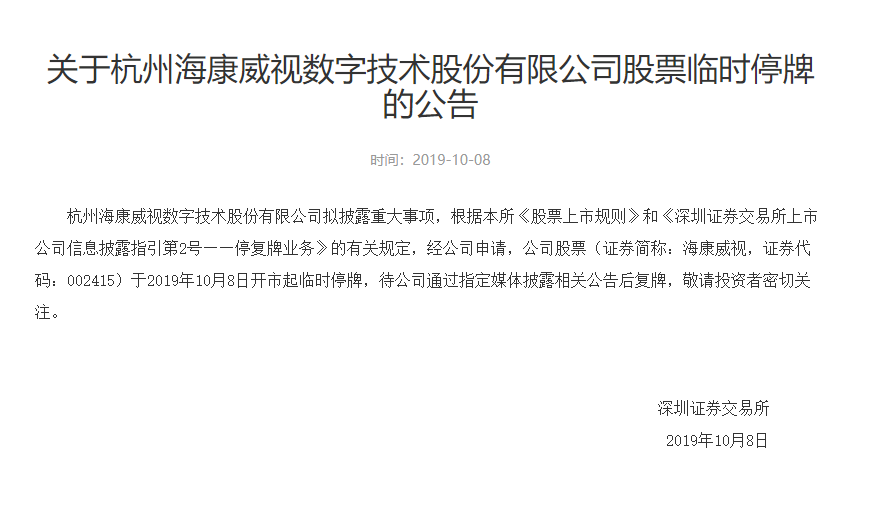 关于杭州海康威视数字技术股份有限公司股票临时停牌
的公告
时间：2019-10-08
杭州海康威视数字技术股份有限公司拟披露重大事项，根据本所《股票上市规则》和《深圳证券交易所上市
公司信息披露指引第2号——停复牌业务》的有关规定，经公司申请，公司股票（证券简称：海康威视，证券代
码：002415）于2019年10月8日开市起临时停牌，待公司通过指定媒体披露相关公告后复牌，敬请投资者密切关
注。
深圳证券交易所
2019年10月8日